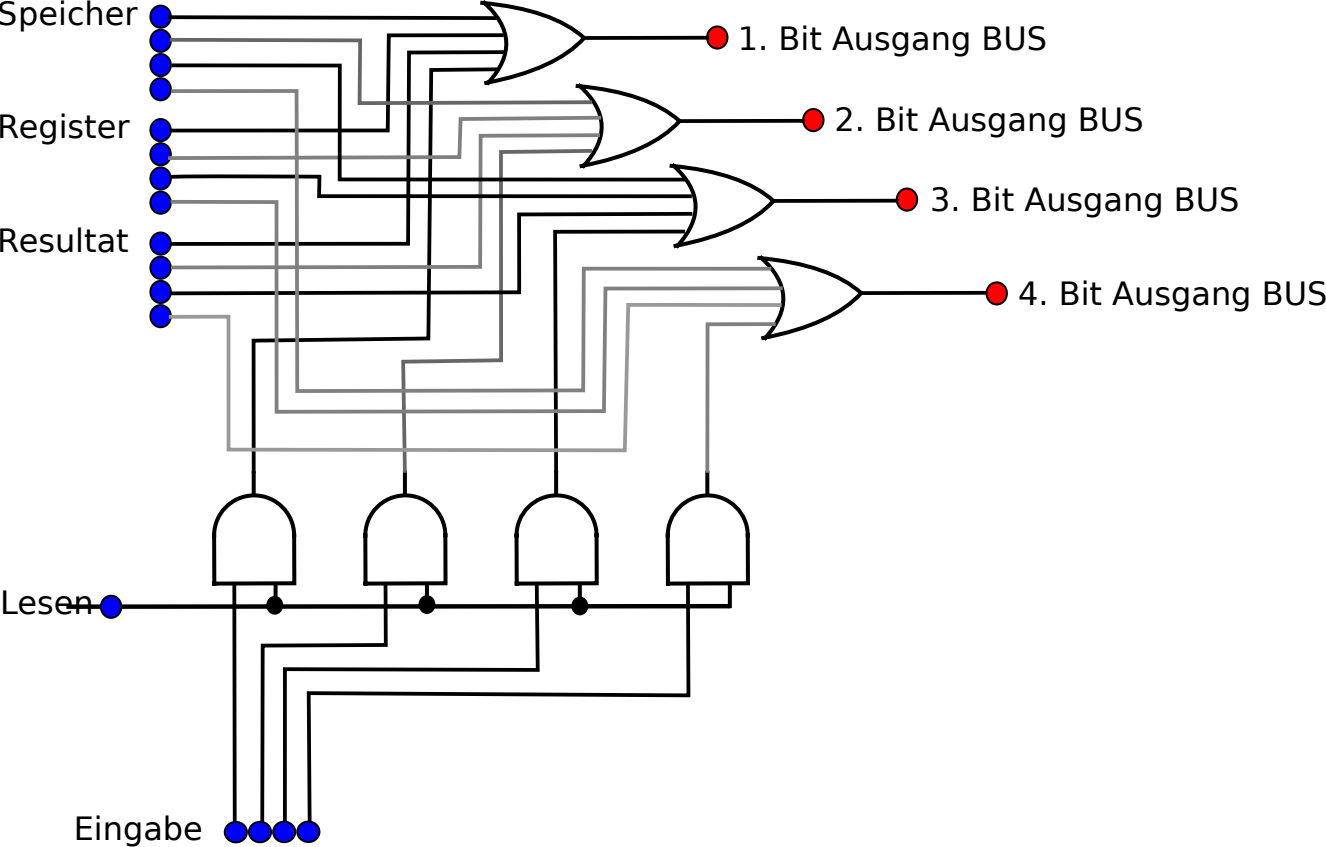 Speicher
1. Bit Ausgang BUS
2. Bit Ausgang BUS
Register
3. Bit Ausgang BUS
Resultat
4. Bit Ausgang BUS
Lesen
Eingabe